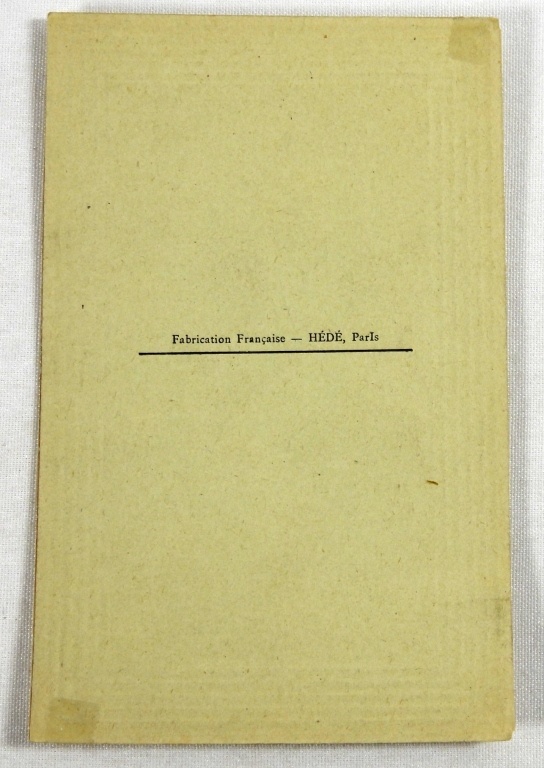 Fabrication Française — HÉDÉ, ParIs